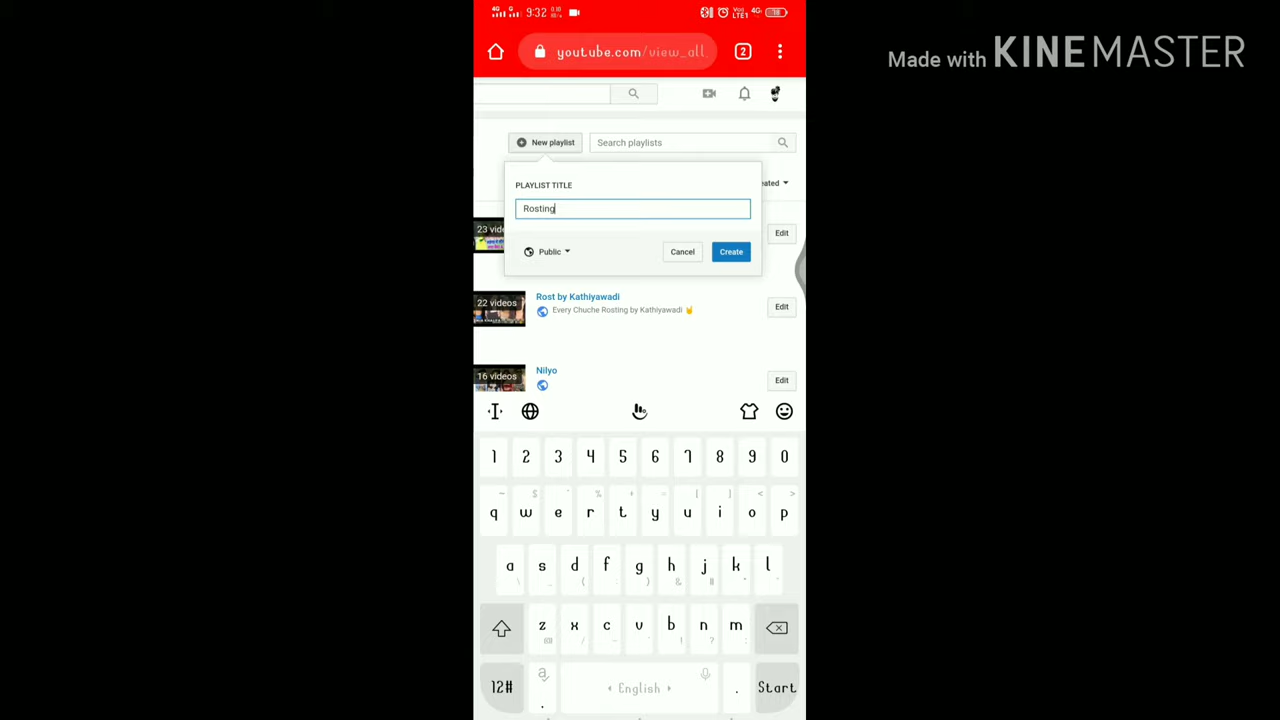 9:32
Made with KINEMASTER
youtube.com/view_all
2
New playlist
Search playlists
PLAYLIST TITLE
eated
Rosting
23 vide
Edit
Public
Cancel
Create
22 videos
Rost by Kathiyawadi
Every Chuche Rosting by Kathiyawadi 🤘
Edit
16 videos
Nilyo
Edit
1 2 3 4 5 6 7 8 9 0
q w e r t y u i o p
a s d f g h j k l
z x c v b n m
12# . English . Start